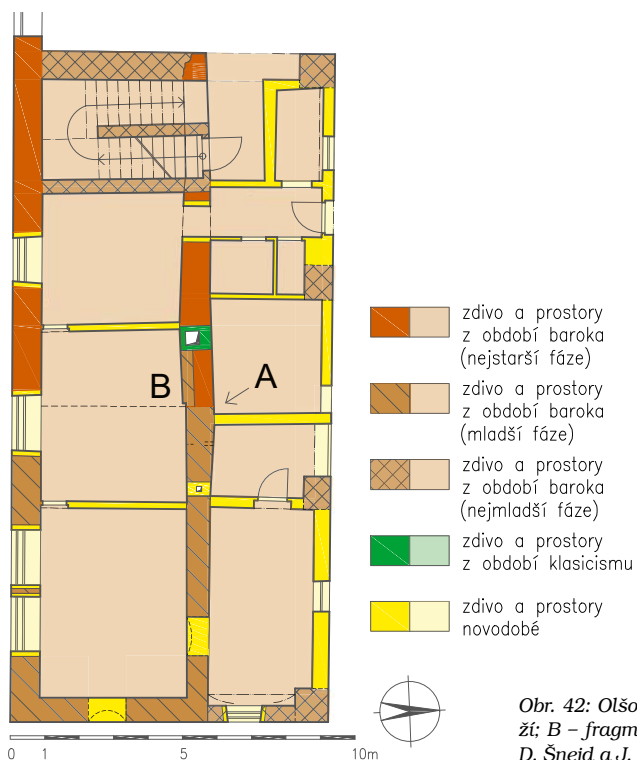 B
A
zdivo a prostory
z období baroka
(nejstarší fáze)
zdivo a prostory
z období baroka
(mladší fáze)
zdivo a prostory
z období baroka
(nejmladší fáze)
zdivo a prostory
z období klasicismu
zdivo a prostory
novodobé
0 1 5 10m
Obr. 42: Olšo
ží; B – fragm
D. Šnejd a J.